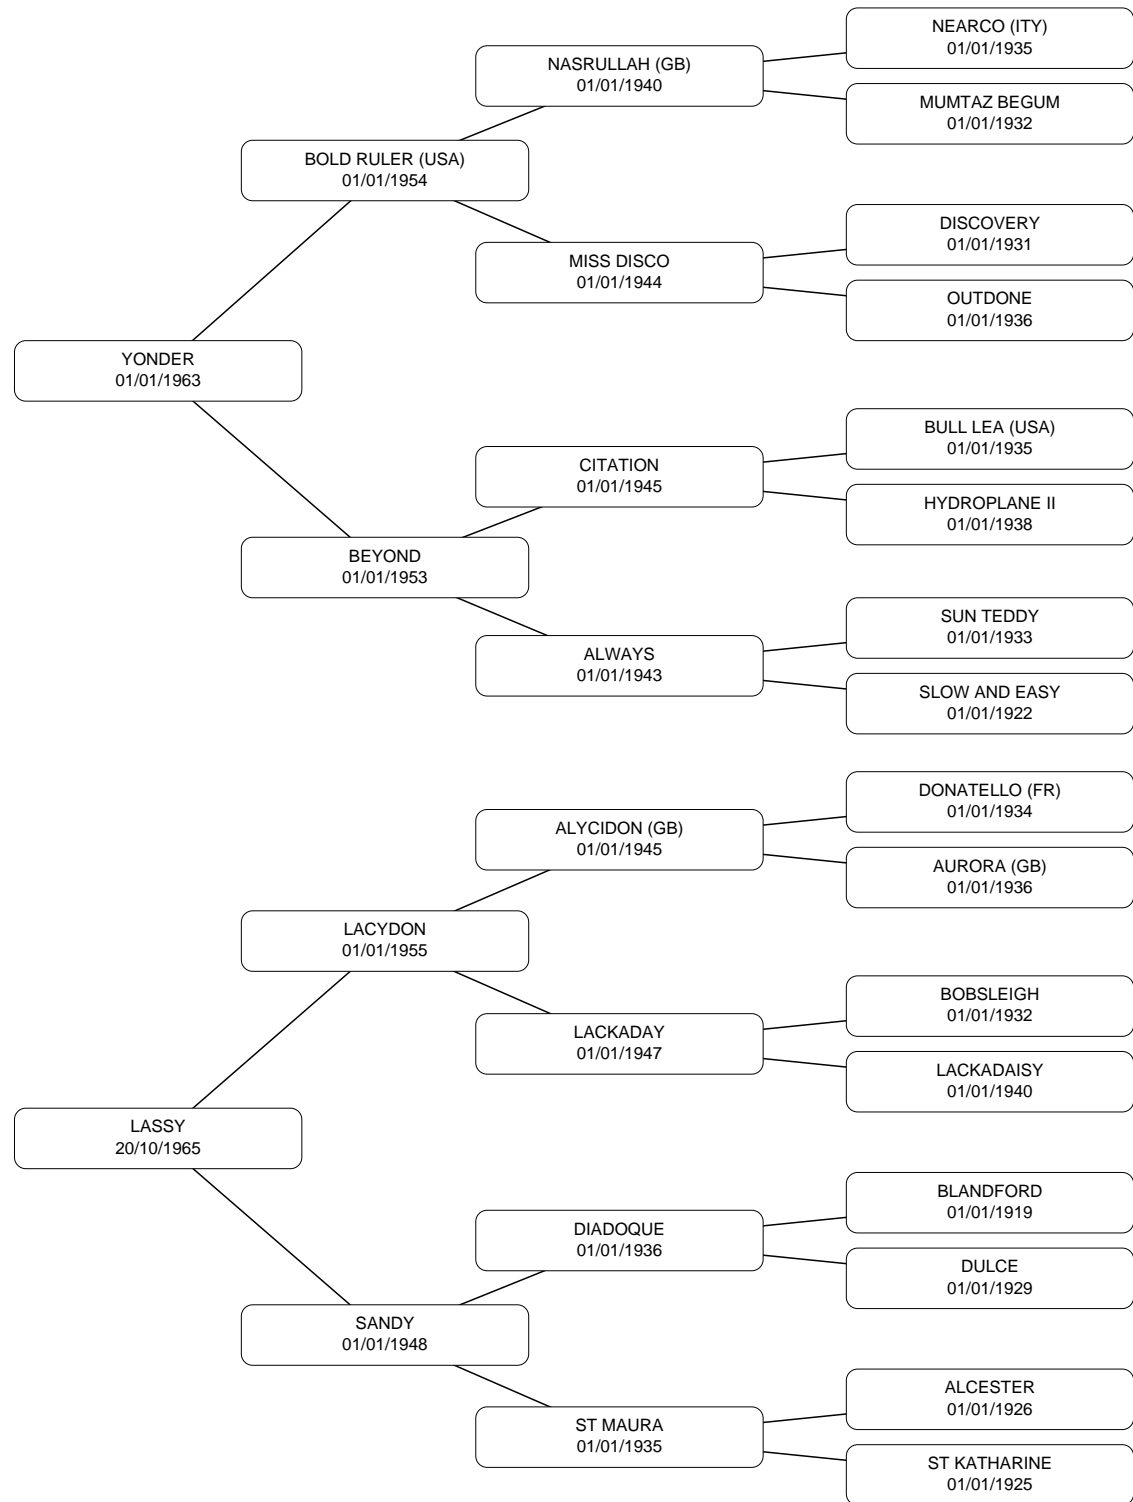 NEARCO (ITY)
01/01/1935
NASRULLAH (GB)
01/01/1940
MUMTAZ BEGUM
01/01/1932
BOLD RULER (USA)
01/01/1954
DISCOVERY
01/01/1931
MISS DISCO
01/01/1944
OUTDONE
01/01/1936
YONDER
01/01/1963
BULL LEA (USA)
01/01/1935
CITATION
01/01/1945
HYDROPLANE II
01/01/1938
BEYOND
01/01/1953
SUN TEDDY
01/01/1933
ALWAYS
01/01/1943
SLOW AND EASY
01/01/1922
DONATELLO (FR)
01/01/1934
ALYCIDON (GB)
01/01/1945
AURORA (GB)
01/01/1936
LACYDON
01/01/1955
BOBSLEIGH
01/01/1932
LACKADAY
01/01/1947
LACKADAISY
01/01/1940
LASSY
20/10/1965
BLANDFORD
01/01/1919
DIADOQUE
01/01/1936
DULCE
01/01/1929
SANDY
01/01/1948
ALCESTER
01/01/1926
ST MAURA
01/01/1935
ST KATHARINE
01/01/1925